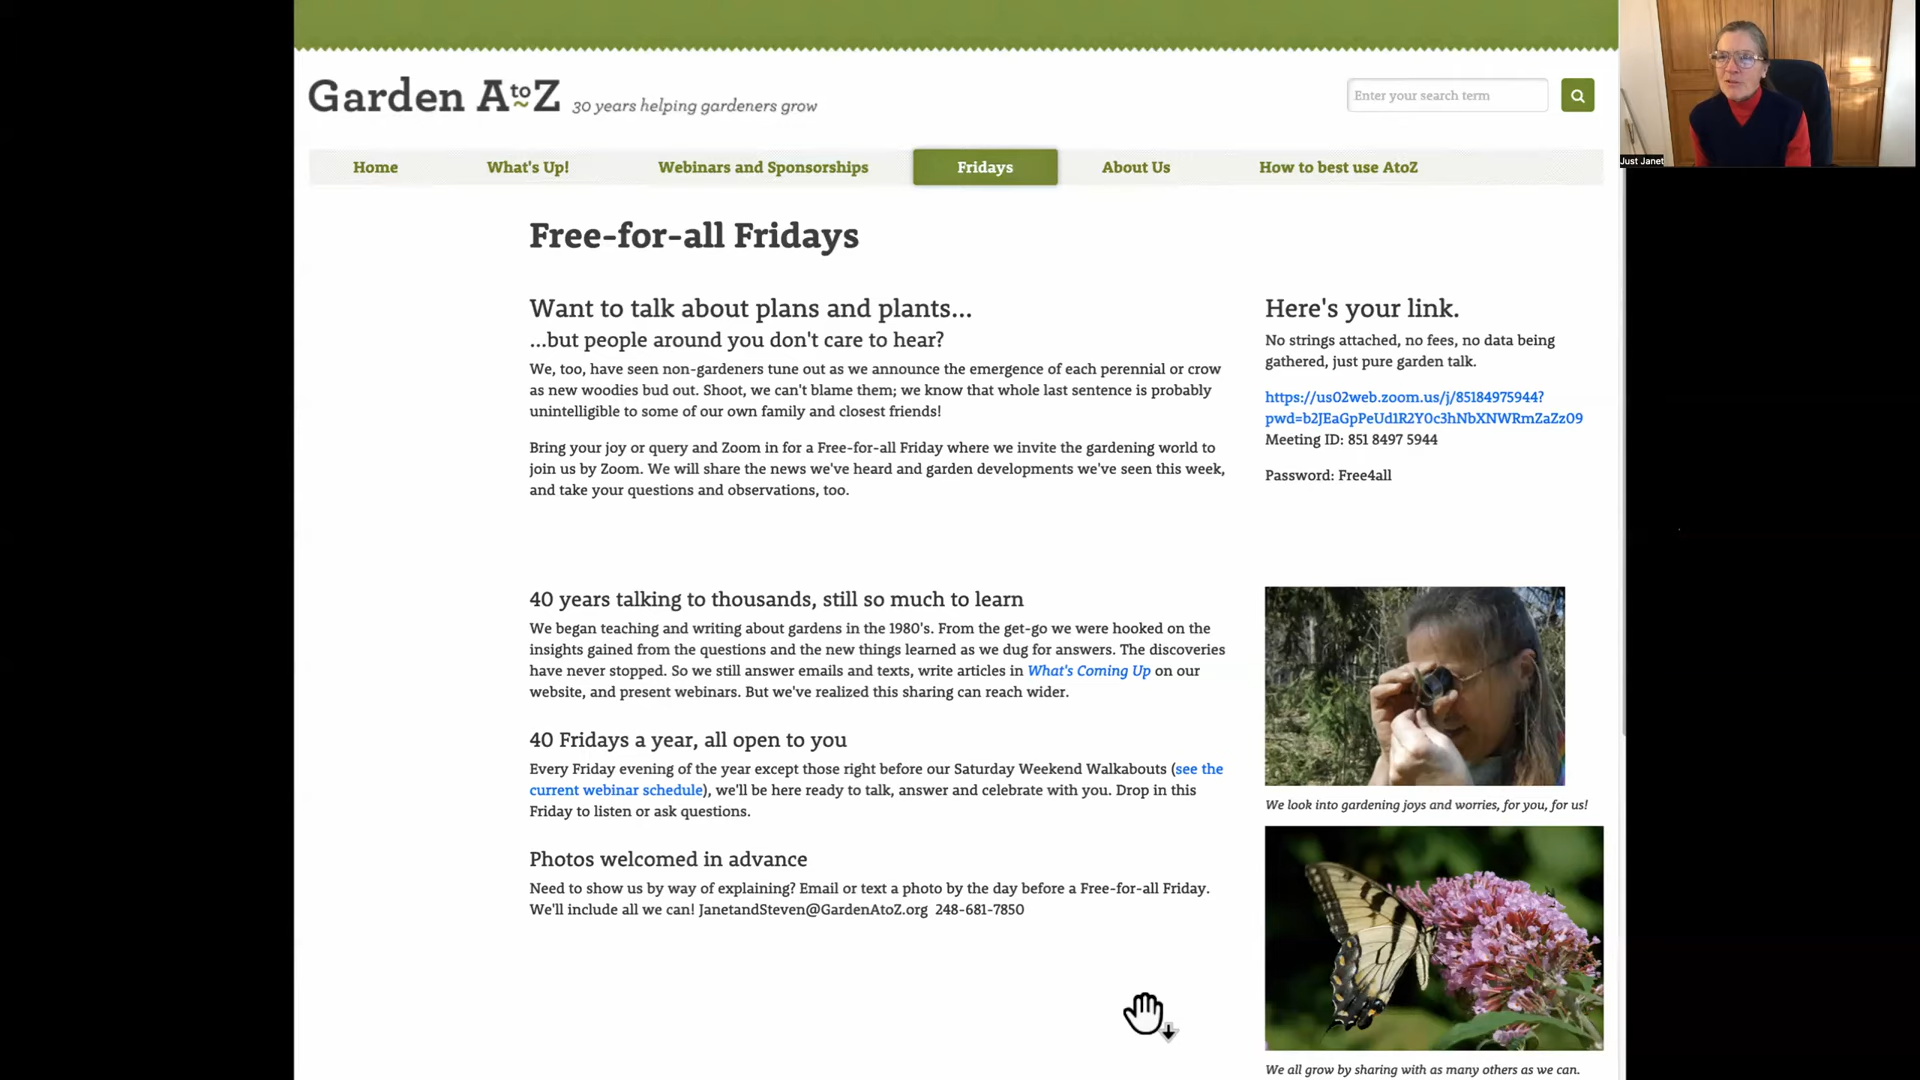 Garden AtoZ 30 years helping gardeners grow
Enter your search term
Just Janet
Home What's Up! Webinars and Sponsorships Fridays About Us How to best use AtoZ
Free-for-all Fridays
Want to talk about plans and plants...
...but people around you don't care to hear?
We, too, have seen non-gardeners tune out as we announce the emergence of each perennial or crow
as new woodies bud out. Shoot, we can't blame them; we know that whole last sentence is probably
unintelligible to some of our own family and closest friends!
Bring your joy or query and Zoom in for a Free-for-all Friday where we invite the gardening world to
join us by Zoom. We will share the news we've heard and garden developments we've seen this week,
and take your questions and observations, too.
Here's your link.
No strings attached, no fees, no data being
gathered, just pure garden talk.
https://us02web.zoom.us/j/85184975944?
pwd=b2JEaGpPeUd1R2Y0c3hNbXNWRmZaZz09
Meeting ID: 851 8497 5944
Password: Free4all
40 years talking to thousands, still so much to learn
We began teaching and writing about gardens in the 1980's. From the get-go we were hooked on the
insights gained from the questions and the new things learned as we dug for answers. The discoveries
have never stopped. So we still answer emails and texts, write articles in What's Coming Up on our
website, and present webinars. But we've realized this sharing can reach wider.
40 Fridays a year, all open to you
Every Friday evening of the year except those right before our Saturday Weekend Walkabouts (see the
current webinar schedule), we'll be here ready to talk, answer and celebrate with you. Drop in this
Friday to listen or ask questions.
Photos welcomed in advance
Need to show us by way of explaining? Email or text a photo by the day before a Free-for-all Friday.
We'll include all we can! JanetandSteven@GardenAtoZ.org 248-681-7850
We look into gardening joys and worries, for you, for us!
We all grow by sharing with as many others as we can.